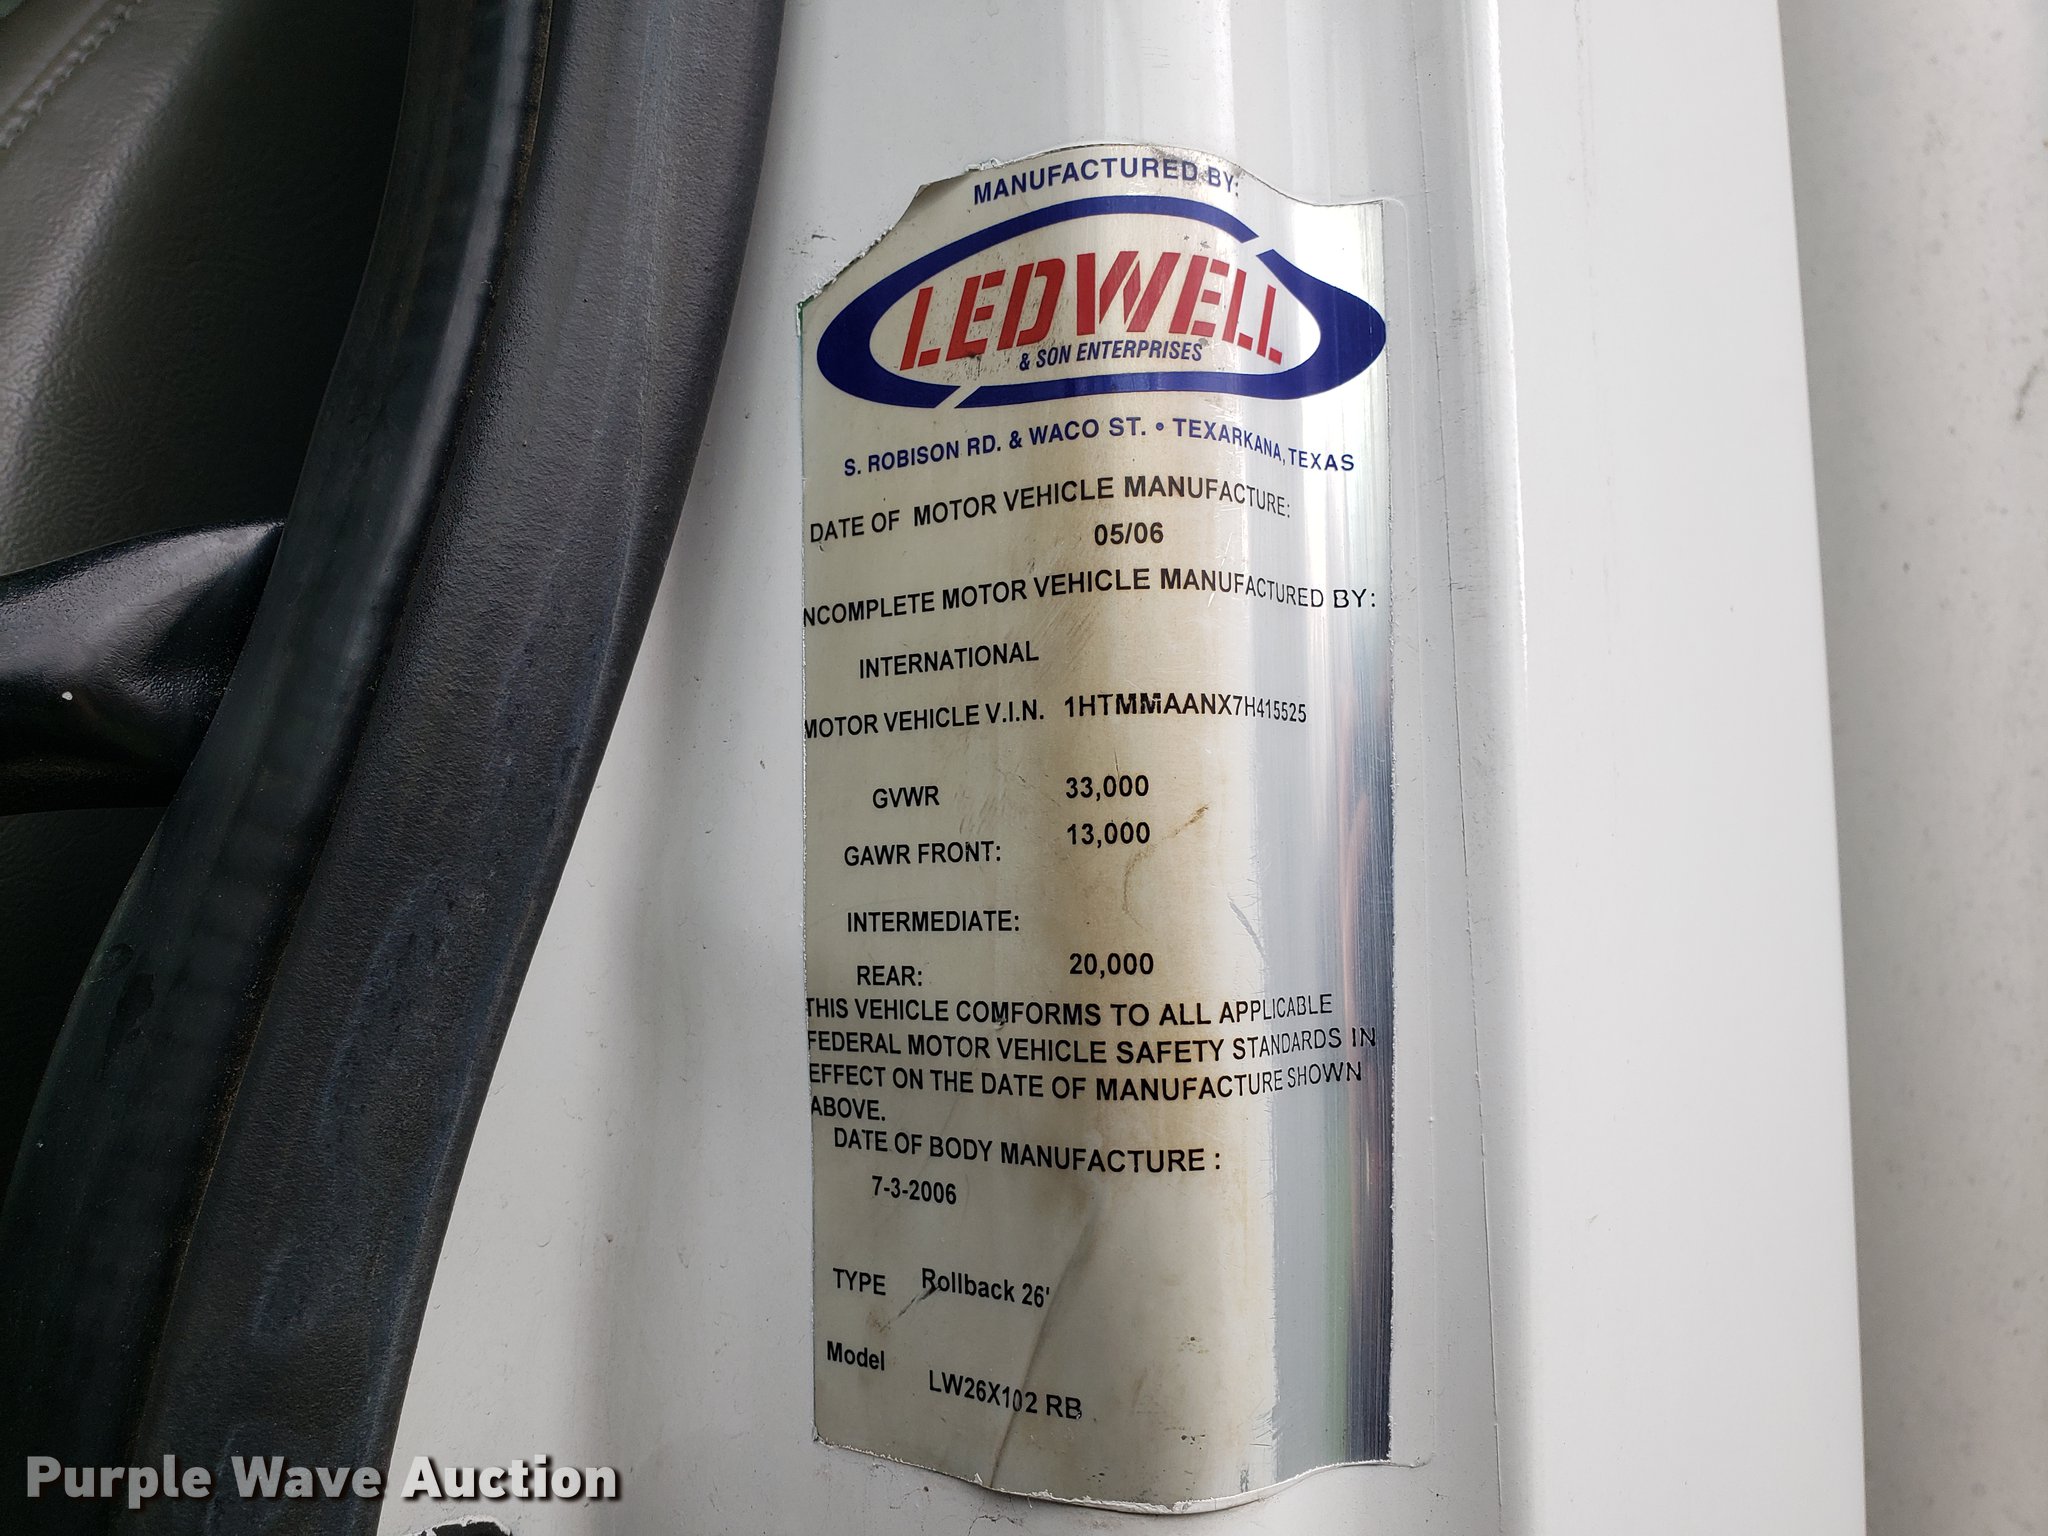 MANUFACTURED BY:
LEDWELL
& SON ENTERPRISES
S. ROBISON RD. & WACO ST. • TEXARKANA, TEXAS
DATE OF MOTOR VEHICLE MANUFACTURE:
05/06
NCOMPLETE MOTOR VEHICLE MANUFACTURED BY:
INTERNATIONAL
MOTOR VEHICLE V.I.N. 1HTMMAANX7H415525
GVWR 33,000
GAWR FRONT: 13,000
INTERMEDIATE:
REAR: 20,000
THIS VEHICLE COMFORMS TO ALL APPLICABLE
FEDERAL MOTOR VEHICLE SAFETY STANDARDS IN
EFFECT ON THE DATE OF MANUFACTURE SHOWN
ABOVE.
DATE OF BODY MANUFACTURE :
7-3-2006
TYPE Rollback 26'
Model LW26X102 RB
Purple Wave Auction